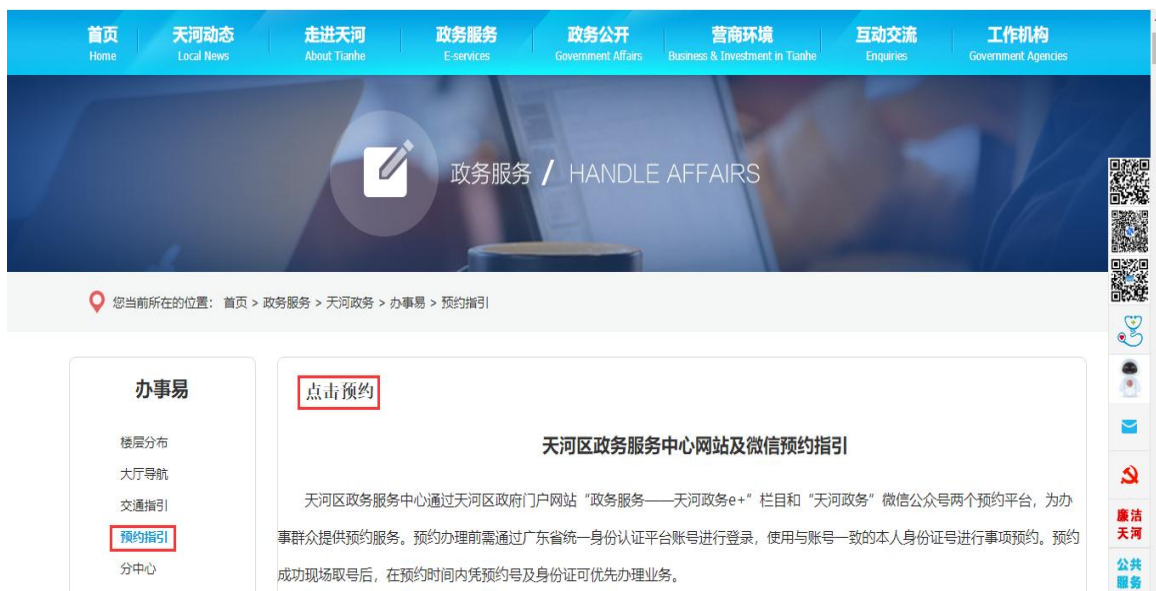 首页 天河动态 走进天河 政务服务 政务公开 营商环境 互动交流 工作机构
Home Local News About Tianhe E-services Government Affairs Business & Investment in Tianhe Enquiries Government Agencies
政务服务 / HANDLE AFFAIRS
您当前所在的位置： 首页 > 政务服务 > 天河政务 > 办事易 > 预约指引
办事易
楼层分布
大厅导航
交通指引
预约指引
分中心
点击预约
天河区政务服务中心网站及微信预约指引
天河区政务服务中心通过天河区政府门户网站“政务服务——天河政务e+”栏目和“天河政务”微信公众号两个预约平台，为办
事群众提供预约服务。预约办理前需通过广东省统一身份认证平台账号进行登录，使用与账号一致的本人身份证号进行事项预约。预约
成功现场取号后，在预约时间内凭预约号及身份证可优先办理业务。
廉洁
天河
公共
服务